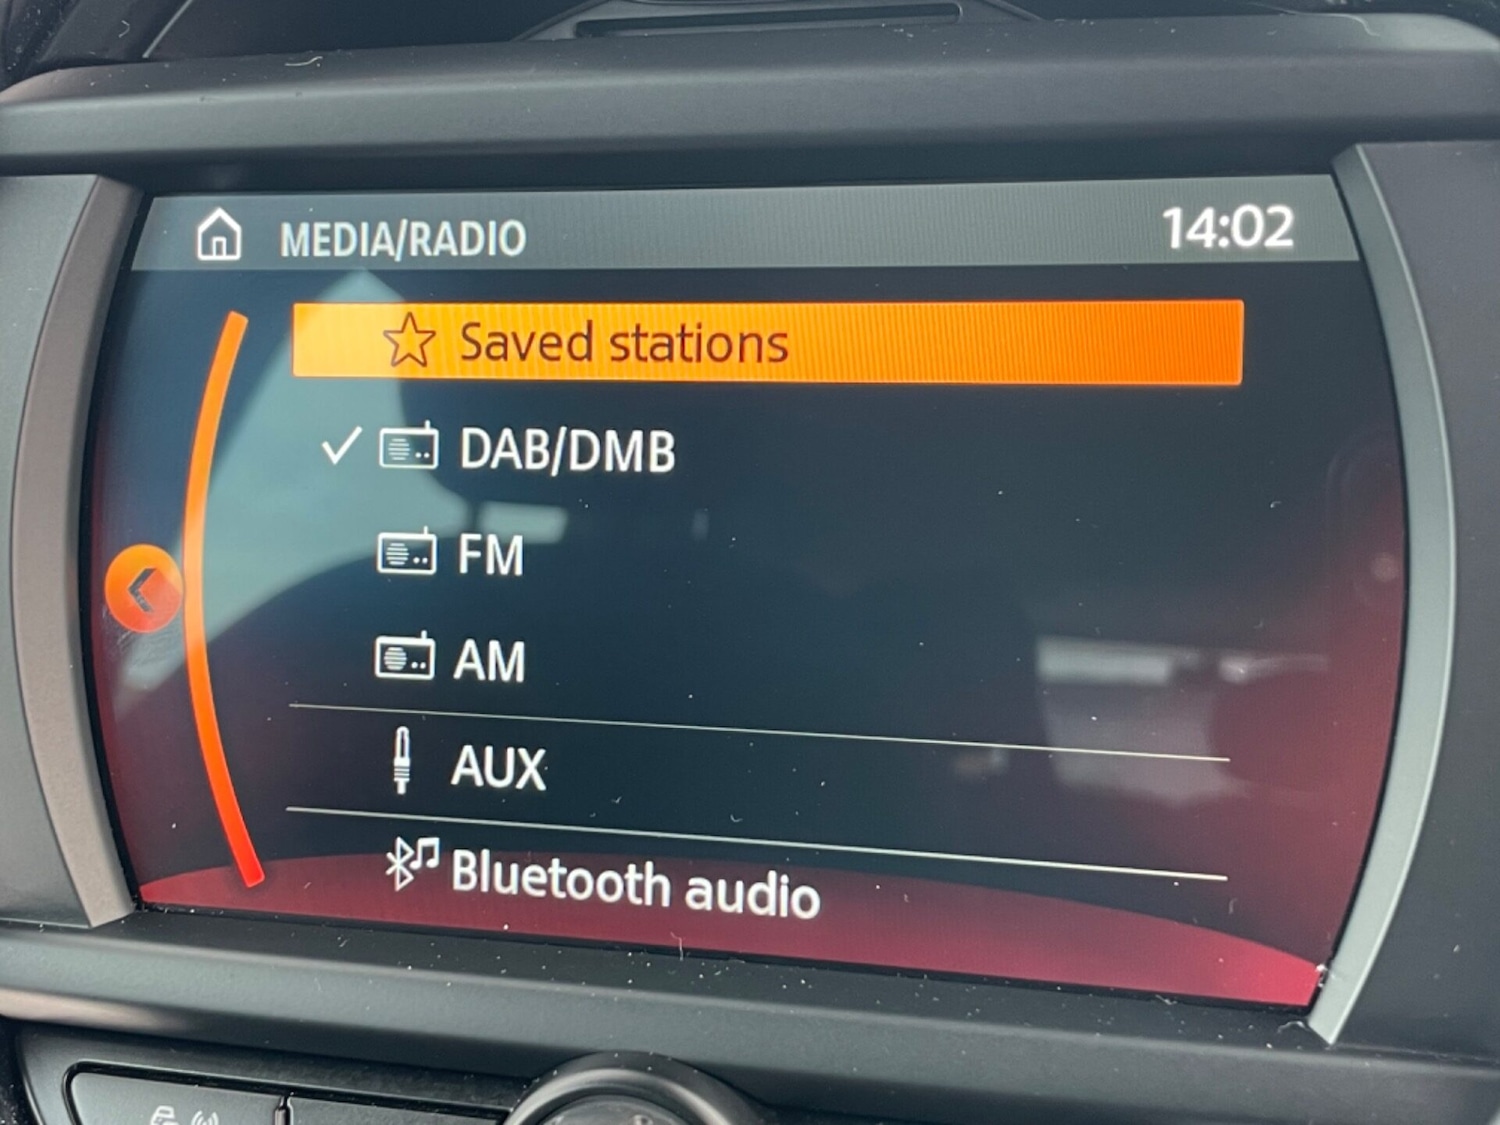 MEDIA/RADIO 14:02
Saved stations
DAB/DMB
FM
AM
AUX
Bluetooth audio